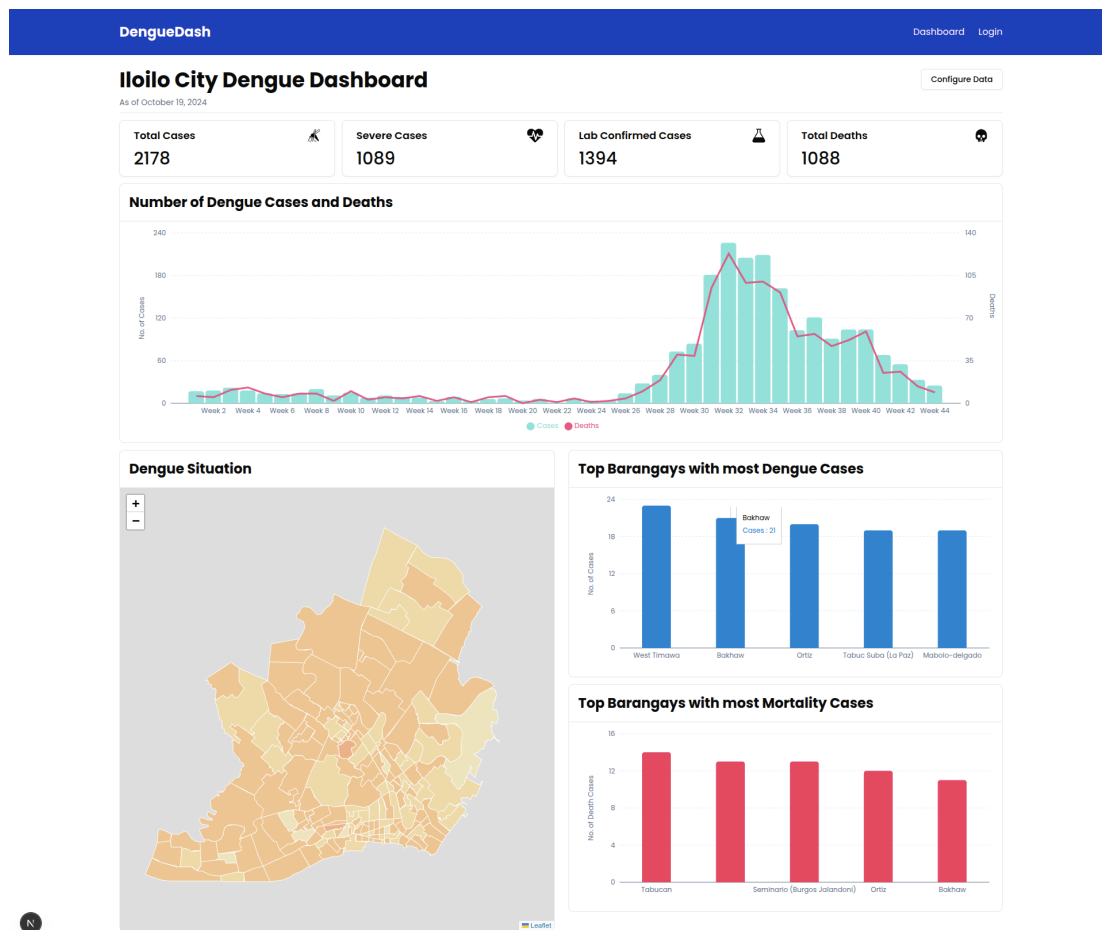 DengueDash
Dashboard Login
Iloilo City Dengue Dashboard
Configure Data
As of October 19, 2024
Total Cases
2178
Severe Cases
1089
Lab Confirmed Cases
1394
Total Deaths
1088
Number of Dengue Cases and Deaths
240
180
120
60
0
No. of Cases
140
105
70
35
0
Deaths
Week 2 Week 4 Week 6 Week 8 Week 10 Week 12 Week 14 Week 16 Week 18 Week 20 Week 22 Week 24 Week 26 Week 28 Week 30 Week 32 Week 34 Week 36 Week 38 Week 40 Week 42 Week 44
Cases Deaths
Dengue Situation
+
−
Leaflet
N
Top Barangays with most Dengue Cases
24
18
12
6
0
No. of Cases
Bakhaw
Cases : 21
West Timawa Bakhaw Ortiz Tabuc Suba (La Paz) Mabolo-delgado
Top Barangays with most Mortality Cases
16
12
8
4
0
No. of Death Cases
Tabucan Seminario (Burgos Jalandoni) Ortiz Bakhaw